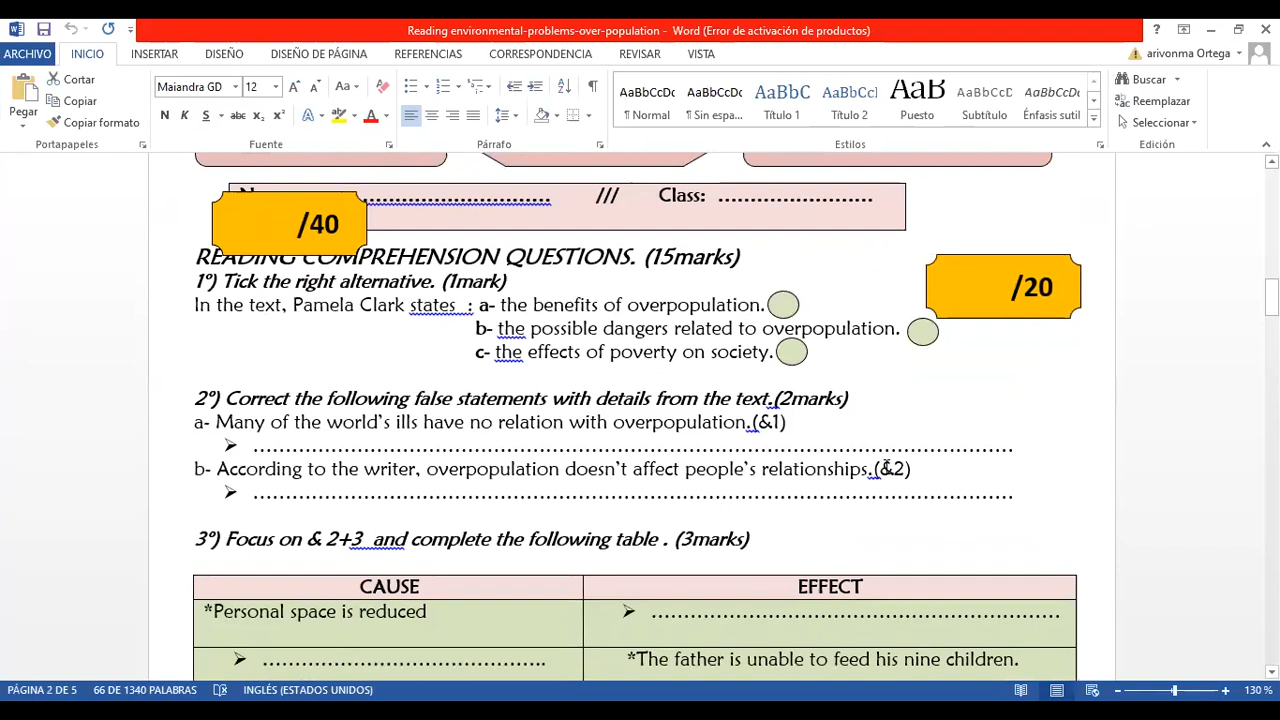 Reading environmental-problems-over-population - Word (Error de activación de productos)
ARCHIVO INICIO INSERTAR DISEÑO DISEÑO DE PÁGINA REFERENCIAS CORRESPONDENCIA REVISAR VISTA arivonma Ortega
Pegar
Cortar
Copiar
Copiar formato
Portapapeles
Maiandra GD 12
N K S abc x₂ x²
Fuente
Párrafo
AaBbCcDc AaBbCcDc AaBbC AaBbCcI AaB AaBbCcD AaBbCcDc
¶ Normal ¶ Sin espa... Título 1 Título 2 Puesto Subtítulo Énfasis sutil
Estilos
Buscar
Reemplazar
Seleccionar
Edición
/// Class: ........................
/40
READING COMPREHENSION QUESTIONS. (15marks)
/20
1º) Tick the right alternative. (1mark)
In the text, Pamela Clark states : a- the benefits of overpopulation.
b- the possible dangers related to overpopulation.
c- the effects of poverty on society.
2º) Correct the following false statements with details from the text.(2marks)
a- Many of the world's ills have no relation with overpopulation.(&1)
➢ ........................................................................
b- According to the writer, overpopulation doesn't affect people's relationships.(&2)
➢ ........................................................................
3º) Focus on & 2+3 and complete the following table . (3marks)
CAUSE EFFECT
*Personal space is reduced ➢ ............................................................
➢ ........................................ *The father is unable to feed his nine children.
PÁGINA 2 DE 5 66 DE 1340 PALABRAS INGLÉS (ESTADOS UNIDOS) 130 %